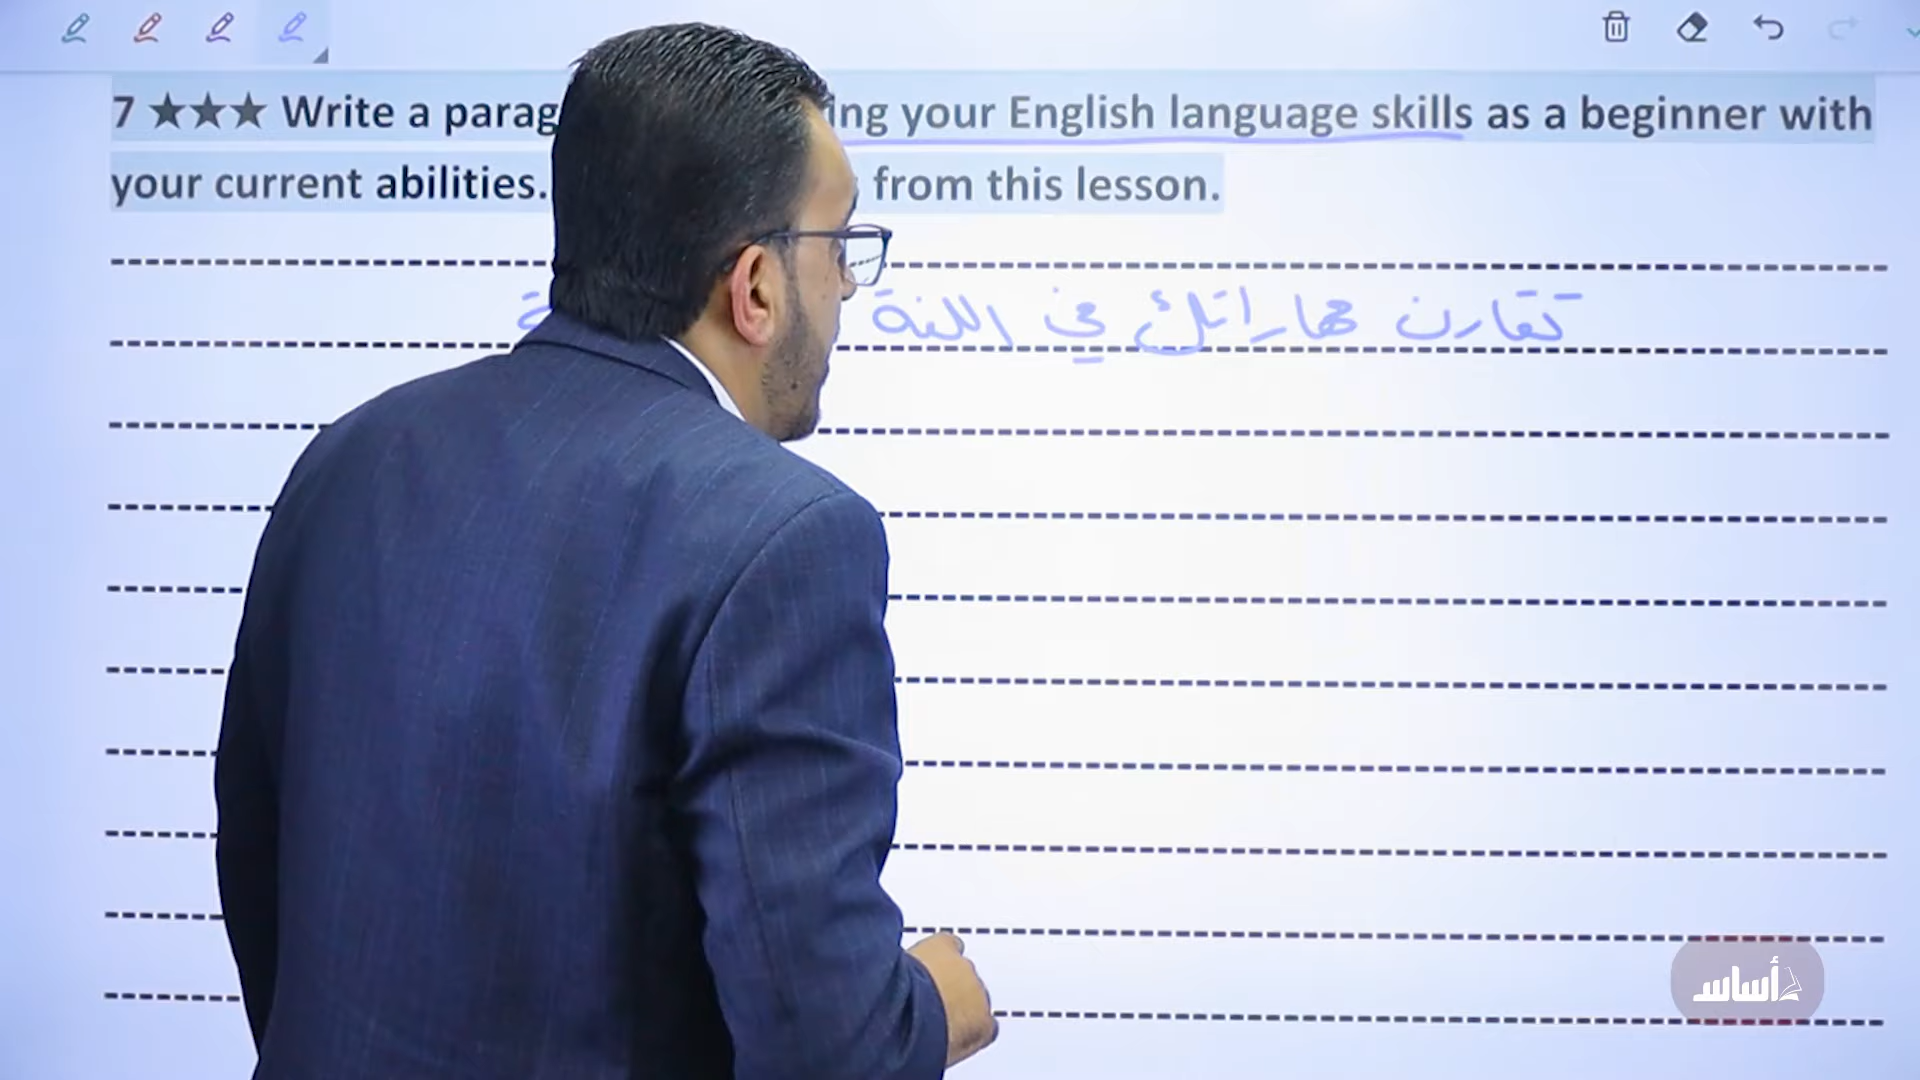 7 ★★★ Write a ing your English language skills as a beginner with
your current abilities. from this lesson.
تقارن مهاراتك في اللغة
أساس